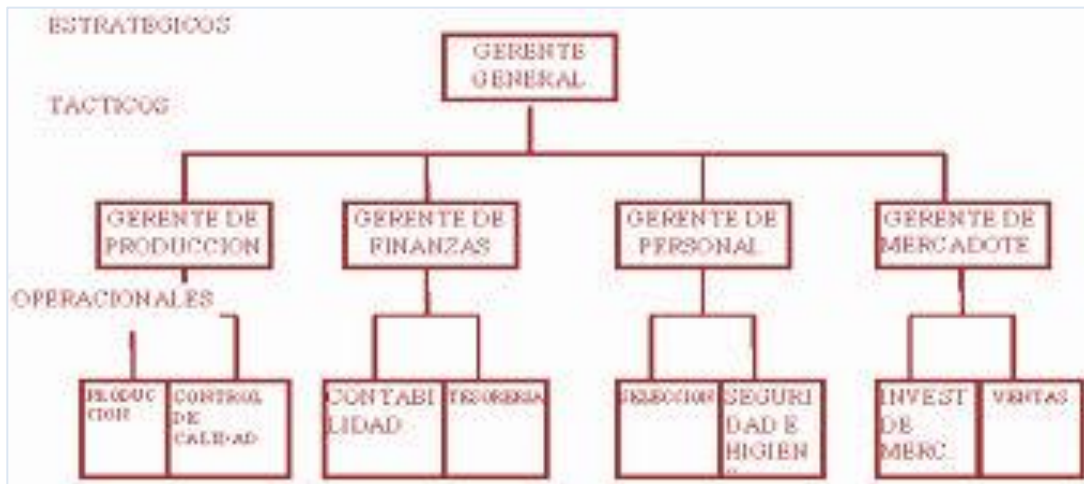 ESTRATEGICOS
GERENTE
GENERAL
TACTICOS
GERENTE DE
PRODUCCION
GERENTE DE
FINANZAS
GERENTE DE
PERSONAL
GERENTE DE
MERCADOTE
OPERACIONALES
PRODUC
CION
CONTROL
DE
CALIDAD
CONTABI
LIDAD
TESORERIA
SELECCION
SEGURI
DAD E
HIGIEN
INVEST
DE
MERC.
VENTAS